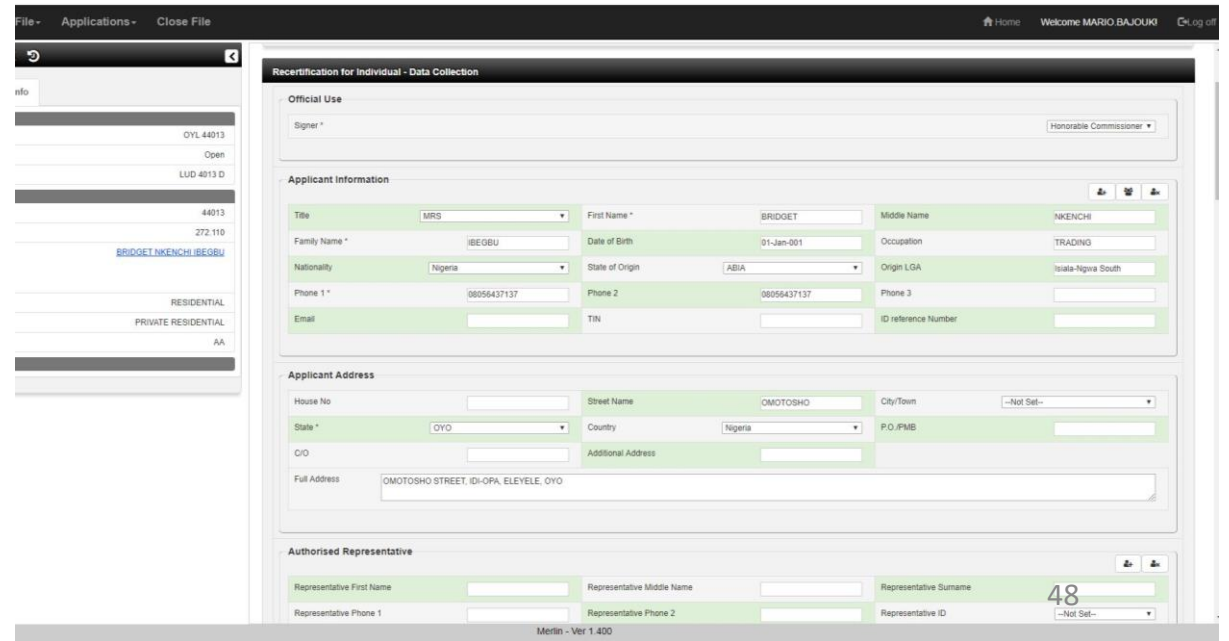 File Applications Close File Home Welcome MARIO.BAJOUKI Log off
nfo
OYL 44013
Open
LUD 4013 D
44013
272.110
BRIDGET NKENCHI IBEGBU
RESIDENTIAL
PRIVATE RESIDENTIAL
AA
Recertification for Individual - Data Collection
Official Use
Signer * Honorable Commissioner
Applicant Information
Title MRS First Name * BRIDGET Middle Name NKENCHI
Family Name * IBEGBU Date of Birth 01-Jan-001 Occupation TRADING
Nationality Nigeria State of Origin ABIA Origin LGA Isiala-Ngwa South
Phone 1 * 08056437137 Phone 2 08056437137 Phone 3
Email TIN ID reference Number
Applicant Address
House No Street Name OMOTOSHO City/Town --Not Set--
State * OYO Country Nigeria P.O./PMB
C/O Additional Address
Full Address OMOTOSHO STREET, IDI-OPA, ELEYELE, OYO
Authorised Representative
Representative First Name Representative Middle Name Representative Surname
Representative Phone 1 Representative Phone 2 Representative ID --Not Set--
48
Merlin - Ver 1.400